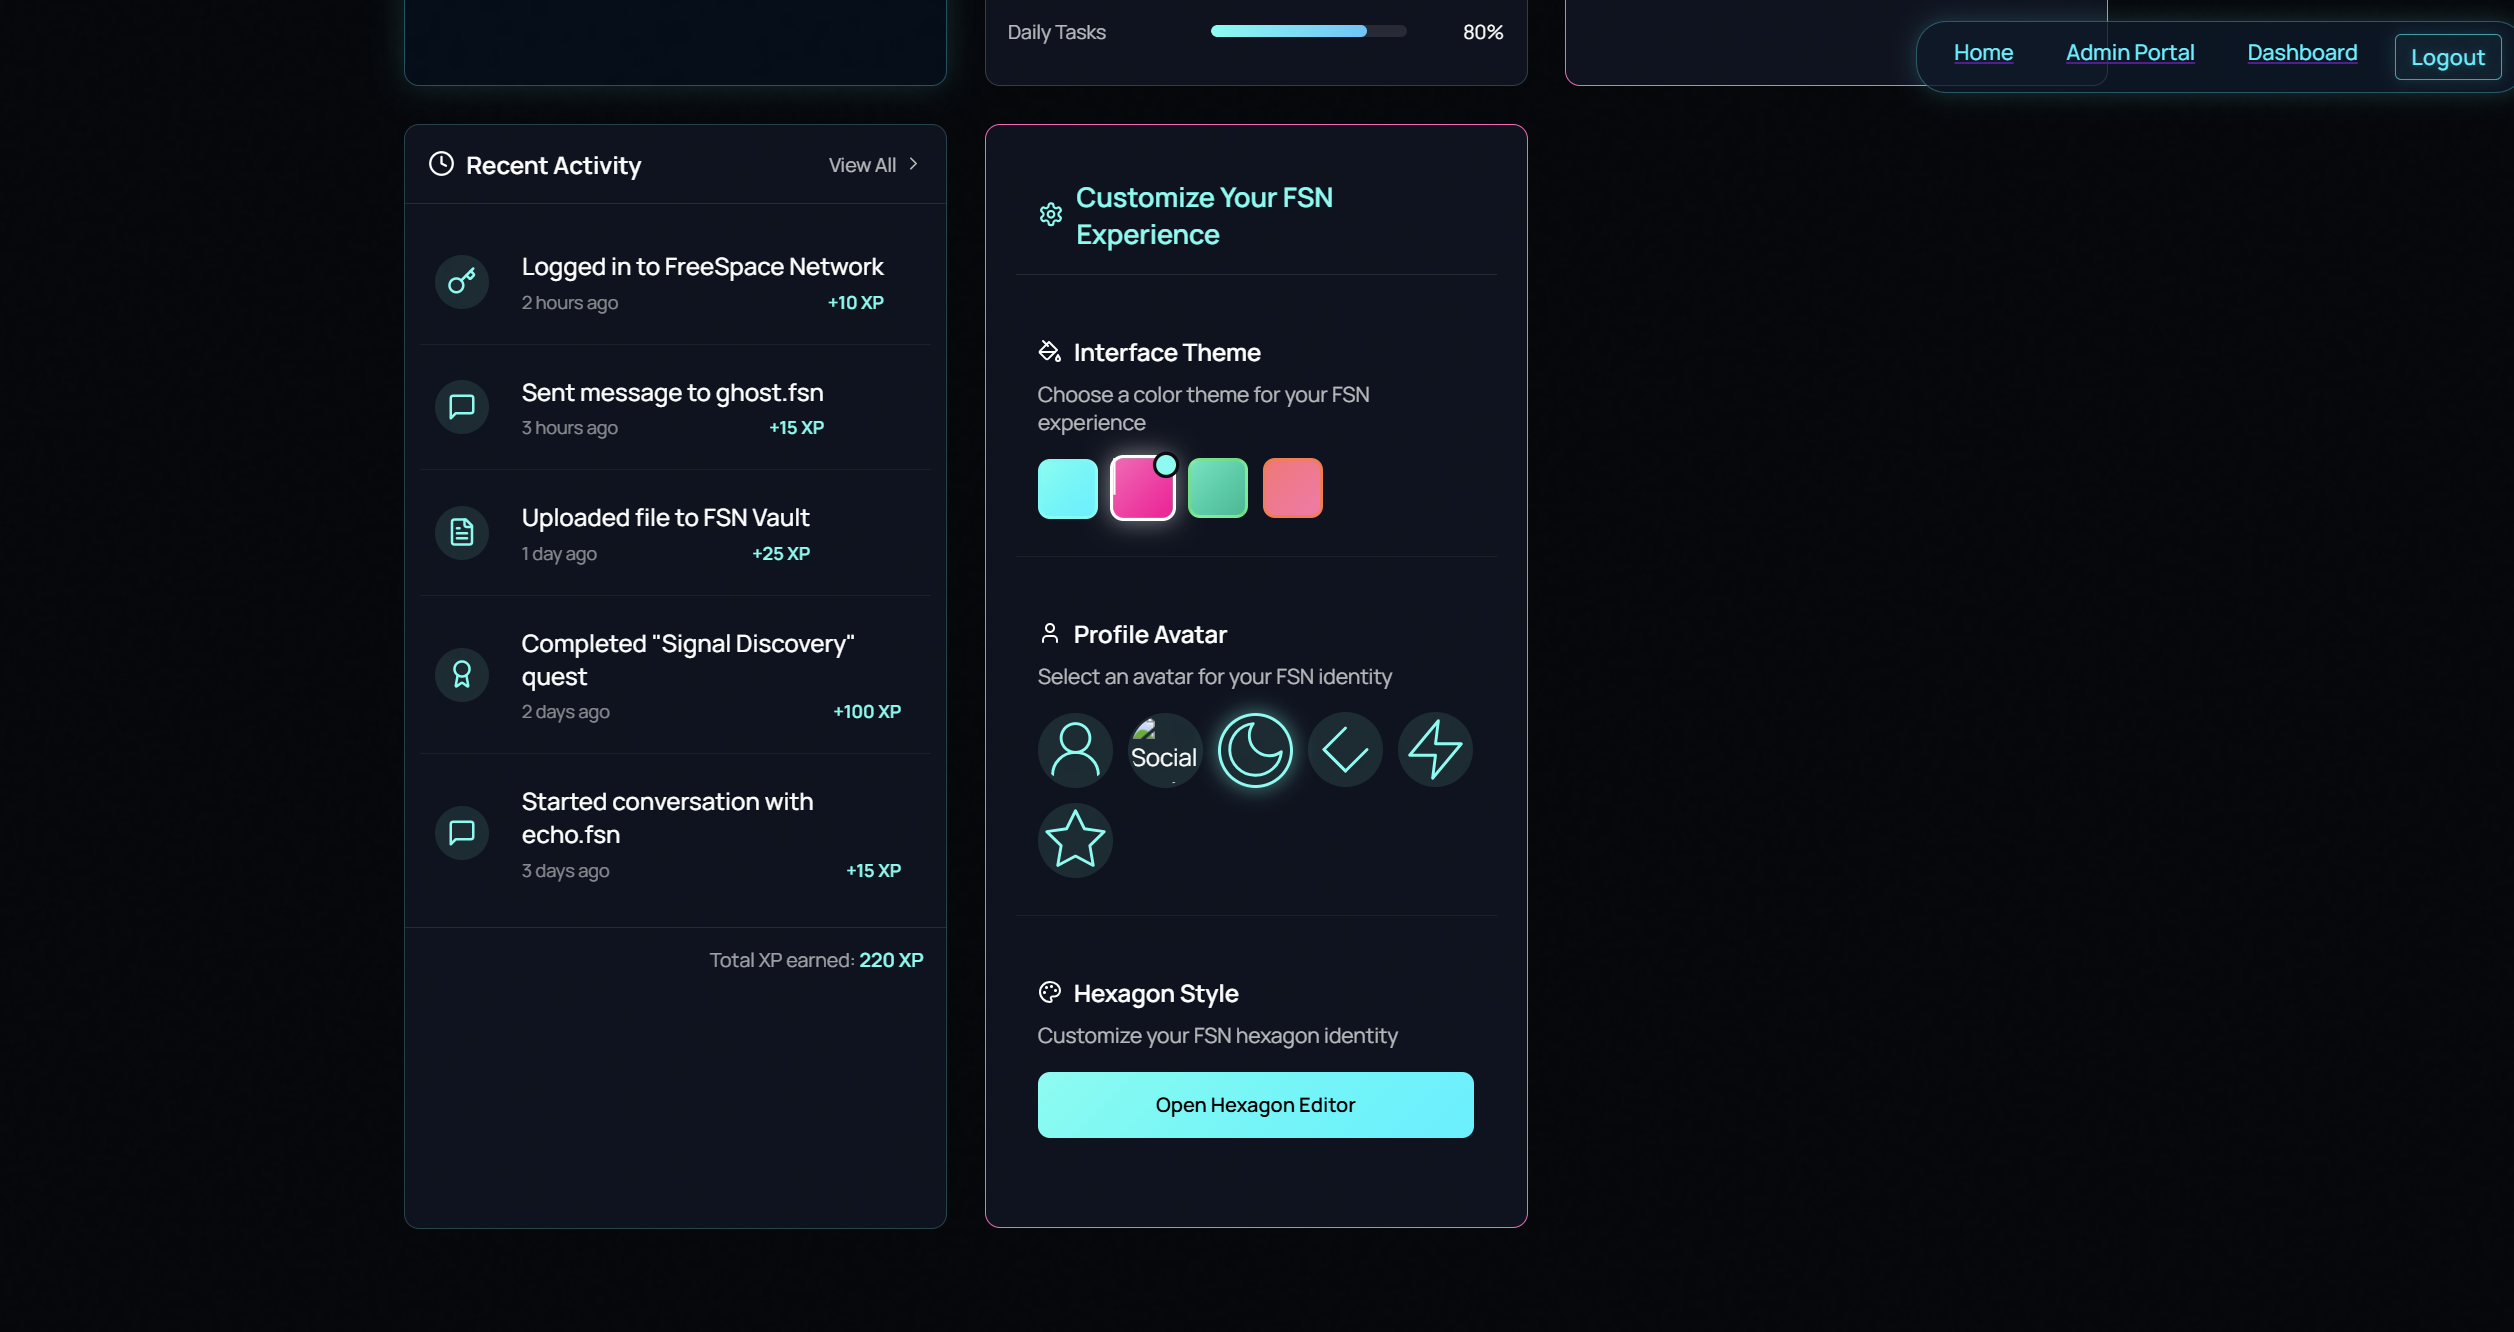 Daily Tasks 80%
Home Admin Portal Dashboard Logout
Recent Activity View All
Logged in to FreeSpace Network
2 hours ago +10 XP
Sent message to ghost.fsn
3 hours ago +15 XP
Uploaded file to FSN Vault
1 day ago +25 XP
Completed "Signal Discovery"
quest
2 days ago +100 XP
Started conversation with
echo.fsn
3 days ago +15 XP
Total XP earned: 220 XP
Customize Your FSN
Experience
Interface Theme
Choose a color theme for your FSN
experience
Profile Avatar
Select an avatar for your FSN identity
Social
Hexagon Style
Customize your FSN hexagon identity
Open Hexagon Editor